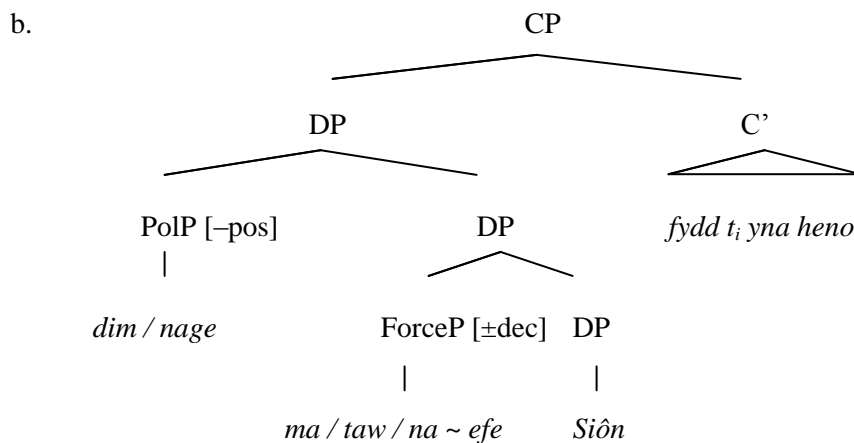 b. CP
DP C’
PolP [–pos] DP fydd tᵢ yna heno
dim / nage ForceP [±dec] DP
ma / taw / na ~ efe Siôn